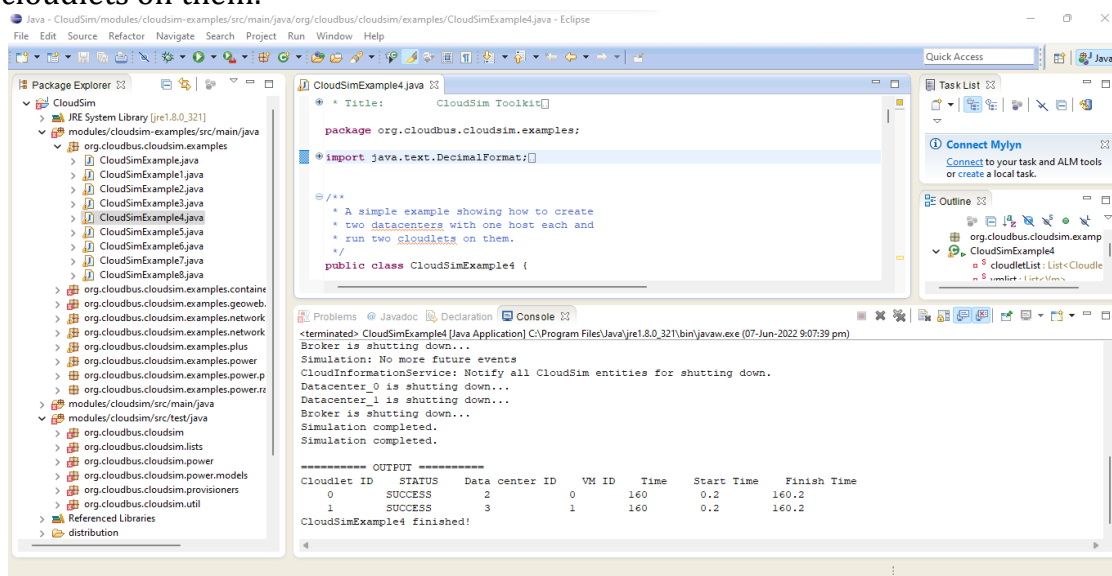 cloudlets on them.
Java - CloudSim/modules/cloudsim-examples/src/main/java/org/cloudbus/cloudsim/examples/CloudSimExample4.java - Eclipse
File Edit Source Refactor Navigate Search Project Run Window Help
Quick Access
Java
Package Explorer
CloudSim
JRE System Library [jre1.8.0_321]
modules/cloudsim-examples/src/main/java
org.cloudbus.cloudsim.examples
CloudSimExample.java
CloudSimExample1.java
CloudSimExample2.java
CloudSimExample3.java
CloudSimExample4.java
CloudSimExample5.java
CloudSimExample6.java
CloudSimExample7.java
CloudSimExample8.java
org.cloudbus.cloudsim.examples.containe
org.cloudbus.cloudsim.examples.geoweb.
org.cloudbus.cloudsim.examples.network
org.cloudbus.cloudsim.examples.network
org.cloudbus.cloudsim.examples.plus
org.cloudbus.cloudsim.examples.power
org.cloudbus.cloudsim.examples.power.p
org.cloudbus.cloudsim.examples.power.ra
modules/cloudsim/src/main/java
modules/cloudsim/src/test/java
org.cloudbus.cloudsim
org.cloudbus.cloudsim.lists
org.cloudbus.cloudsim.power
org.cloudbus.cloudsim.power.models
org.cloudbus.cloudsim.provisioners
org.cloudbus.cloudsim.util
Referenced Libraries
distribution
CloudSimExample4.java
* Title: CloudSim Toolkit
package org.cloudbus.cloudsim.examples;
import java.text.DecimalFormat;
/**
* A simple example showing how to create
* two datacenters with one host each and
* run two cloudlets on them.
*/
public class CloudSimExample4 {
Task List
Connect Mylyn
Connect to your task and ALM tools
or create a local task.
Outline
org.cloudbus.cloudsim.examp
CloudSimExample4
S cloudletList : List<Cloudle
S vmlist : List<Vm>
Problems @ Javadoc Declaration Console
<terminated> CloudSimExample4 [Java Application] C:\Program Files\Java\jre1.8.0_321\bin\javaw.exe (07-Jun-2022 9:07:39 pm)
Broker is shutting down...
Simulation: No more future events
CloudInformationService: Notify all CloudSim entities for shutting down.
Datacenter_0 is shutting down...
Datacenter_1 is shutting down...
Broker is shutting down...
Simulation completed.
Simulation completed.
========== OUTPUT ==========
Cloudlet ID STATUS Data center ID VM ID Time Start Time Finish Time
0 SUCCESS 2 0 160 0.2 160.2
1 SUCCESS 3 1 160 0.2 160.2
CloudSimExample4 finished!